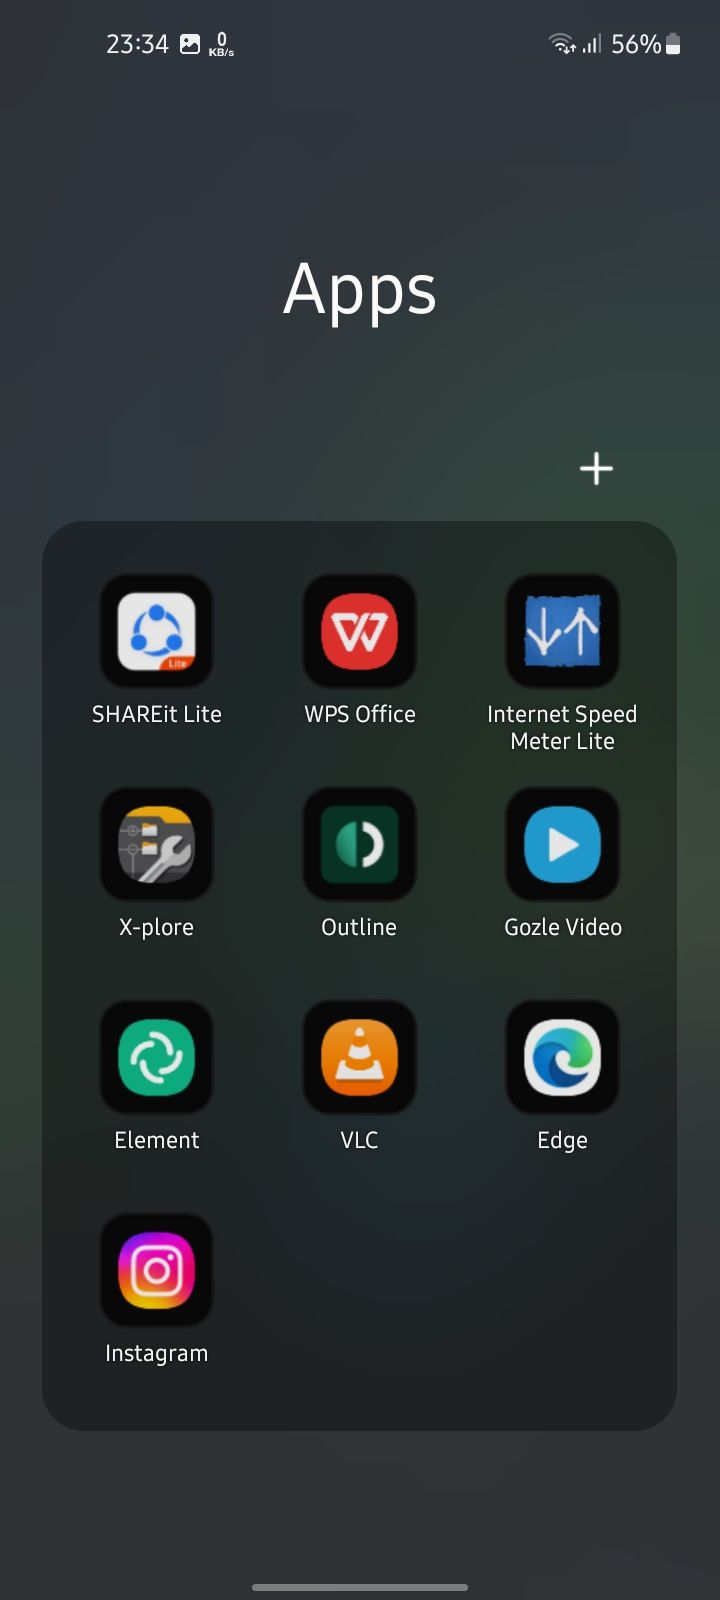 23:34 0 KB/s 56%
Apps
SHAREit Lite WPS Office Internet Speed Meter Lite
X-plore Outline Gozle Video
Element VLC Edge
Instagram
Lite